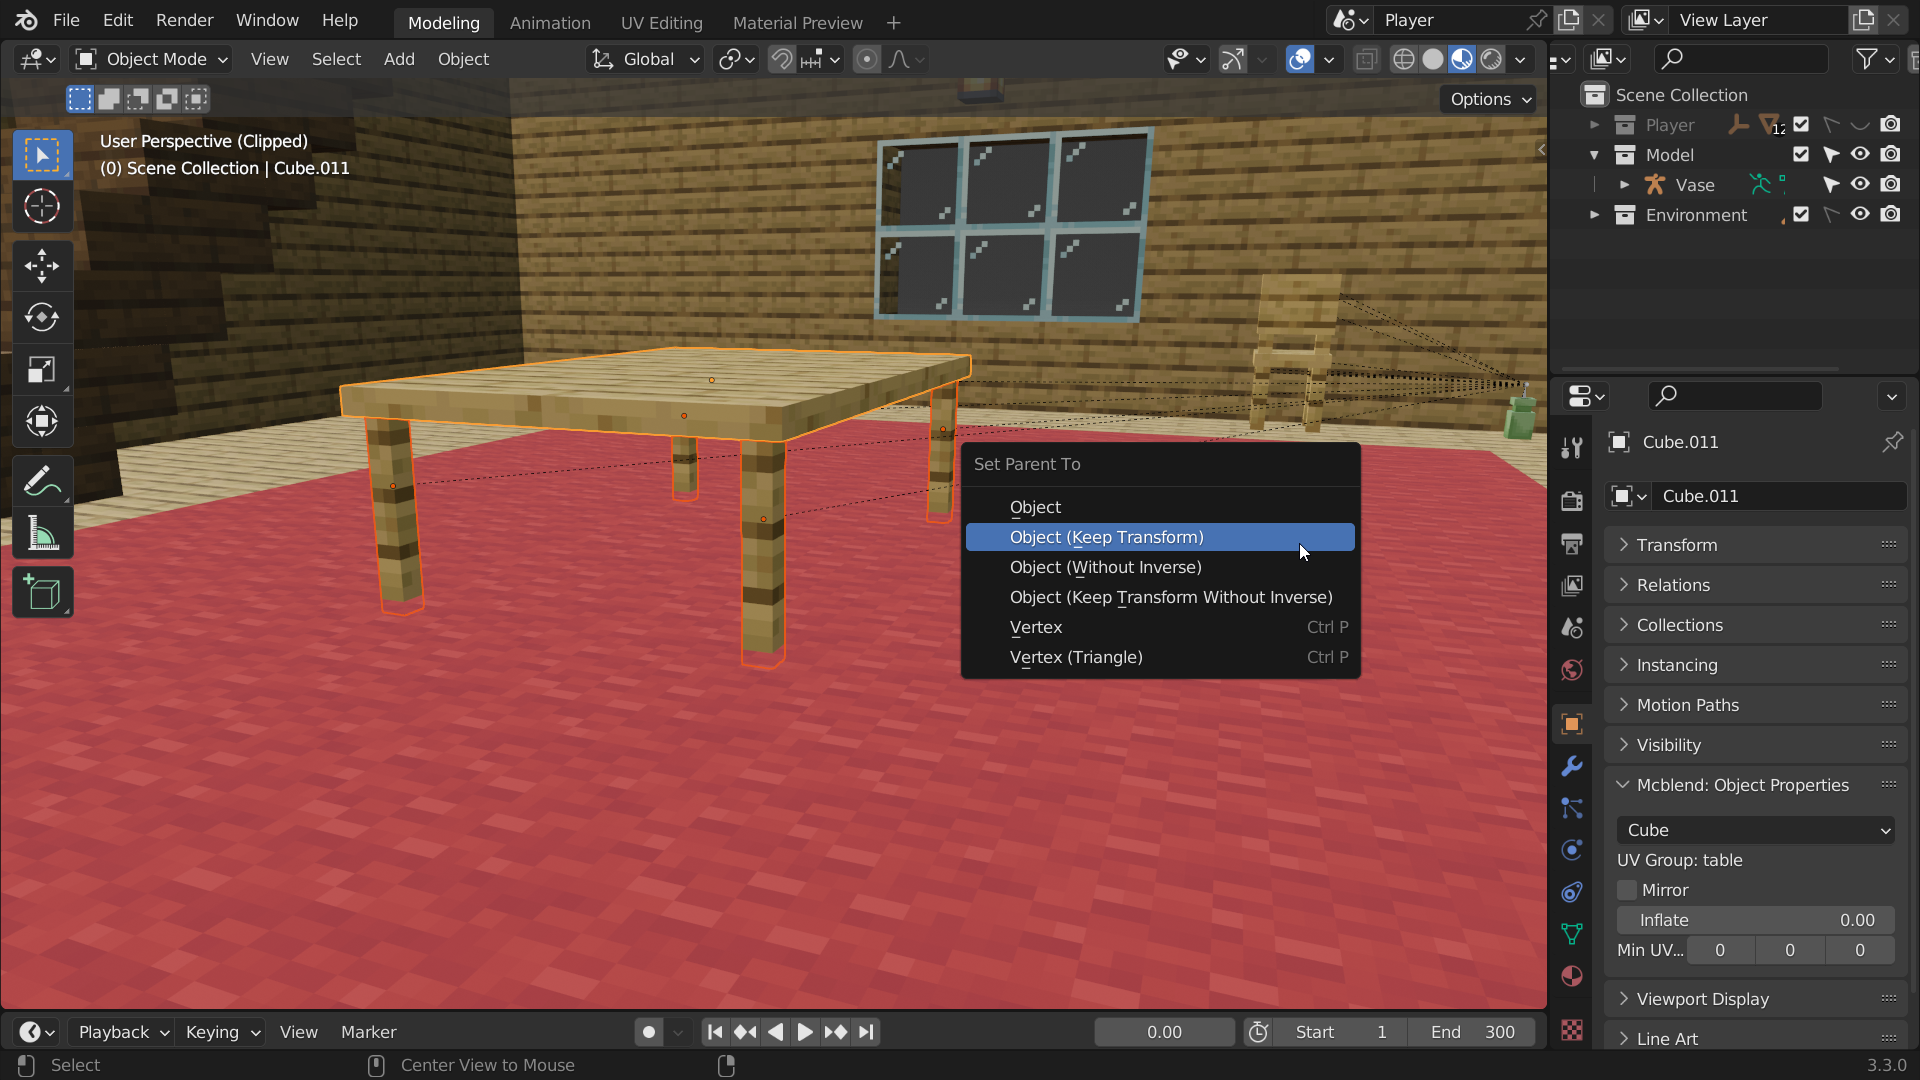 File Edit Render Window Help Modeling Animation UV Editing Material Preview Player View Layer
Object Mode View Select Add Object Global
Options
User Perspective (Clipped)
(0) Scene Collection | Cube.011
Set Parent To
Object
Object (Keep Transform)
Object (Without Inverse)
Object (Keep Transform Without Inverse)
Vertex Ctrl P
Vertex (Triangle) Ctrl P
Scene Collection
Player 12
Model
Vase
Environment
Cube.011
Cube.011
Transform
Relations
Collections
Instancing
Motion Paths
Visibility
Mcblend: Object Properties
Cube
UV Group: table
Mirror
Inflate 0.00
Min UV... 0 0 0
Viewport Display
Line Art
Playback Keying View Marker 0.00 Start 1 End 300
Select Center View to Mouse 3.3.0